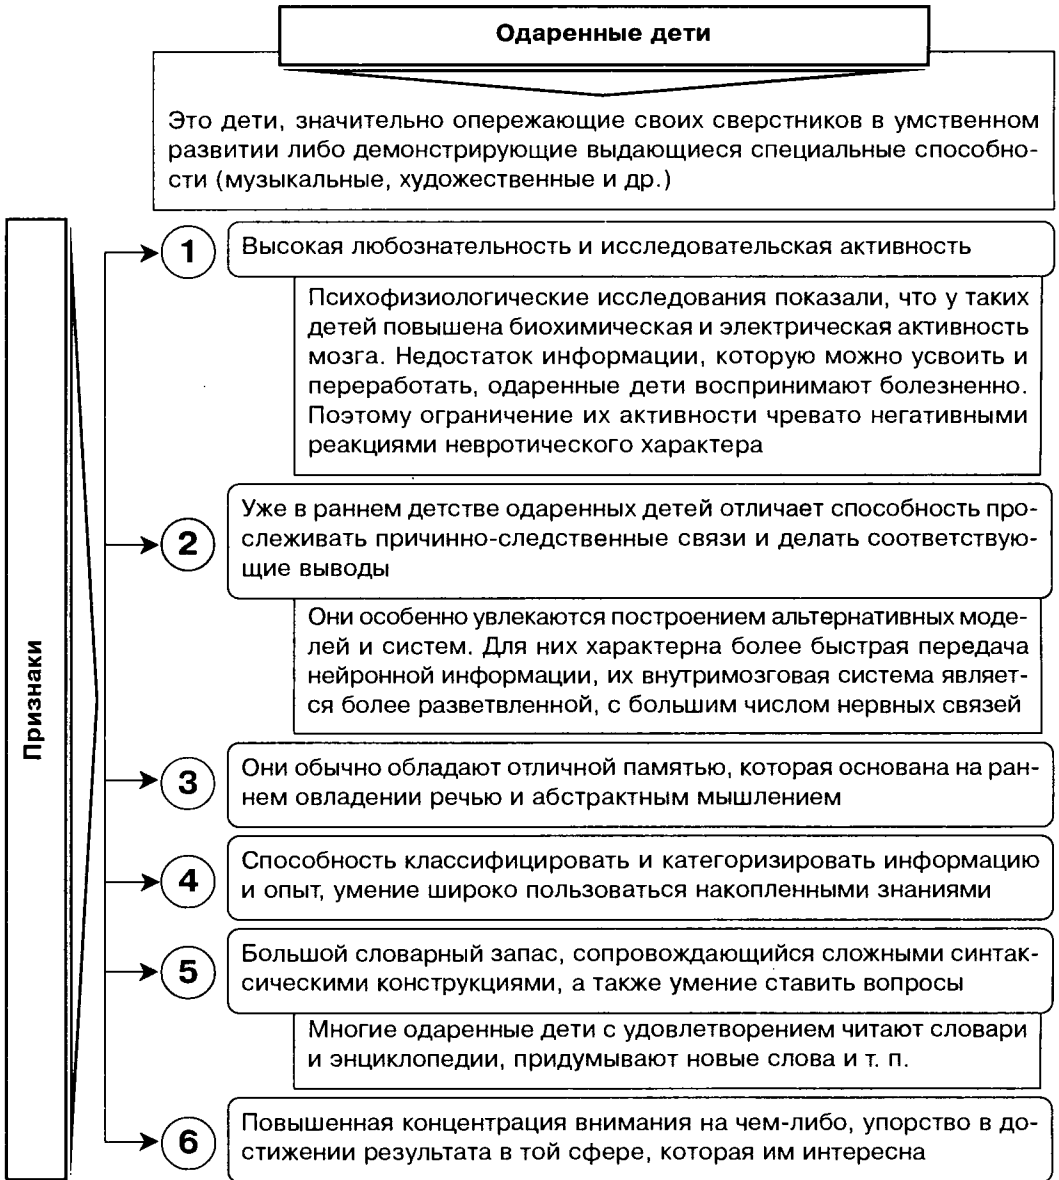 Одаренные дети
Это дети, значительно опережающие своих сверстников в умственном
развитии либо демонстрирующие выдающиеся специальные способно-
сти (музыкальные, художественные и др.)
Признаки
1
Высокая любознательность и исследовательская активность
Психофизиологические исследования показали, что у таких
детей повышена биохимическая и электрическая активность
мозга. Недостаток информации, которую можно усвоить и
переработать, одаренные дети воспринимают болезненно.
Поэтому ограничение их активности чревато негативными
реакциями невротического характера
2
Уже в раннем детстве одаренных детей отличает способность про-
слеживать причинно-следственные связи и делать соответствую-
щие выводы
Они особенно увлекаются построением альтернативных моде-
лей и систем. Для них характерна более быстрая передача
нейронной информации, их внутримозговая система являет-
ся более разветвленной, с большим числом нервных связей
3
Они обычно обладают отличной памятью, которая основана на ран-
нем овладении речью и абстрактным мышлением
4
Способность классифицировать и категоризировать информацию
и опыт, умение широко пользоваться накопленными знаниями
5
Большой словарный запас, сопровождающийся сложными синтак-
сическими конструкциями, а также умение ставить вопросы
Многие одаренные дети с удовлетворением читают словари
и энциклопедии, придумывают новые слова и т. п.
6
Повышенная концентрация внимания на чем-либо, упорство в до-
стижении результата в той сфере, которая им интересна